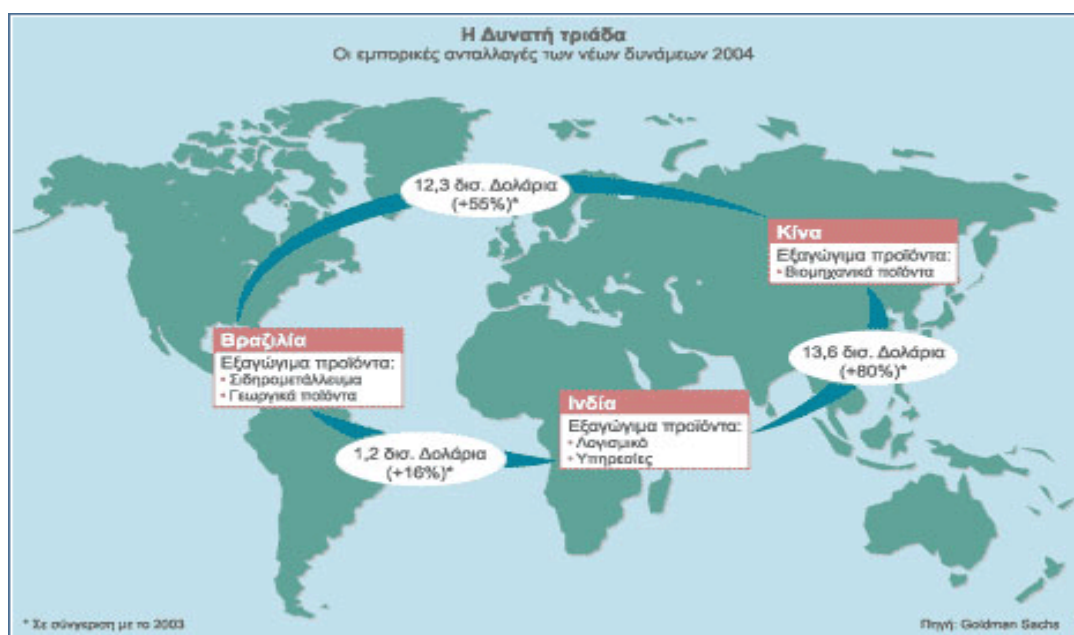 Η Δυνατή τριάδα
Οι εμπορικές ανταλλαγές των νέων δυνάμεων 2004
12,3 δισ. Δολάρια
(+55%)*
Κίνα
Εξαγώγιμα προϊόντα:
• Βιομηχανικά ποϊόντα
Βραζιλία
Εξαγώγιμα προϊόντα:
• Σιδηρομετάλλευμα
• Γεωργικά ποϊόντα
13,6 δισ. Δολάρια
(+80%)*
Ινδία
Εξαγώγιμα προϊόντα:
• Λογισμικό
• Υπηρεσίες
1,2 δισ. Δολάρια
(+16%)*
* Σε σύγκριση με το 2003
Πηγή: Goldman Sachs